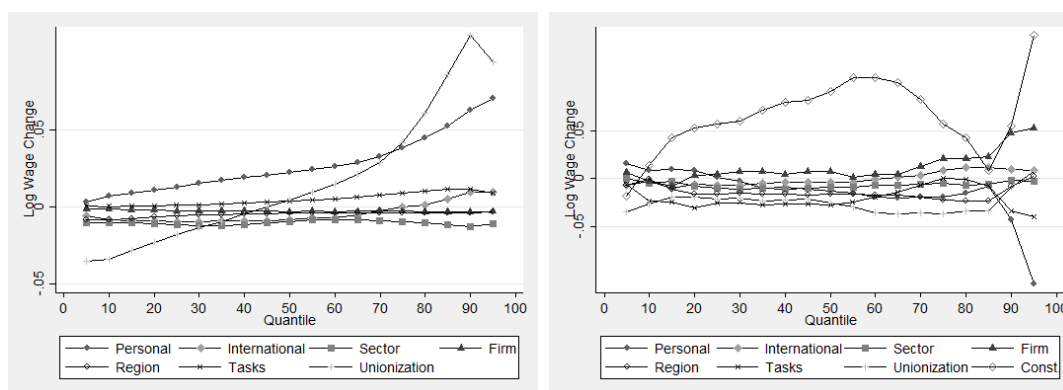 Log Wage Change
.05
.09
-.05
0 10 20 30 40 50 60 70 80 90 100
Quantile
Personal International Sector Firm
Region Tasks Unionization
Log Wage Change
.05
-.05
0 10 20 30 40 50 60 70 80 90 100
Quantile
Personal International Sector Firm
Region Tasks Unionization Const